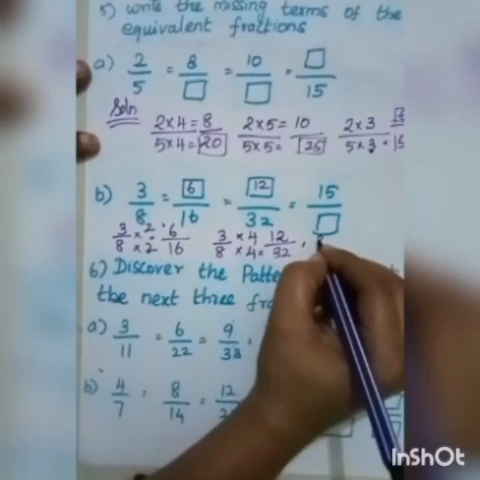 5) Write the missing terms of the
equivalent fractions
a) 2/5 = 8/□ = 10/□ = □/15
Soln
2×4=8/5×4=20 2×5=10/5×5=25 2×3/5×3=15
b) 3/8 = 6/16 = 12/32 = 15/□
3/8 ×2/×2 = 6/16 3/8 ×4/×4 = 12/32,
6) Discover the Patte
the next three fra
a) 3/11 = 6/22 = 9/33 =
b) 4/7 = 8/14 = 12/
InShOt